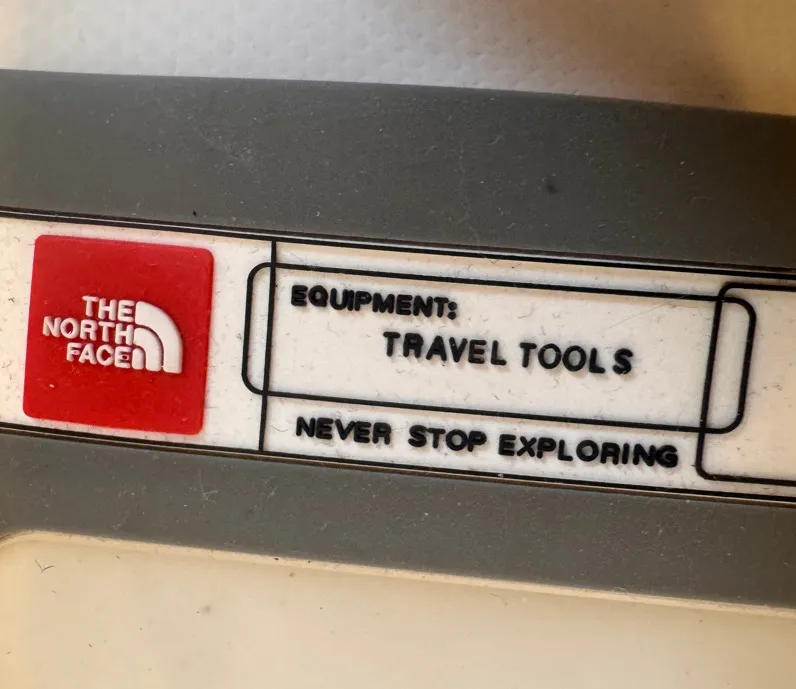 THE
NORTH
FACE
EQUIPMENT:
TRAVEL TOOLS
NEVER STOP EXPLORING